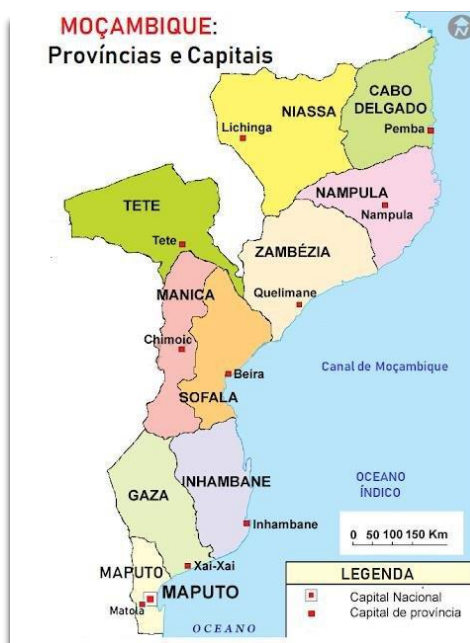 MOÇAMBIQUE:
Províncias e Capitais
N
CABO
DELGADO
NIASSA
Lichinga
Pemba
NAMPULA
Nampula
TETE
Tete
ZAMBÉZIA
MANICA
Quelimane
Chimoic
Canal de Moçambique
Beira
SOFALA
INHAMBANE
OCEANO
ÍNDICO
GAZA
Inhambane
0 50 100 150 Km
Xai-Xai
MAPUTO
MAPUTO
Matola
LEGENDA
Capital Nacional
Capital de província
OCEANO